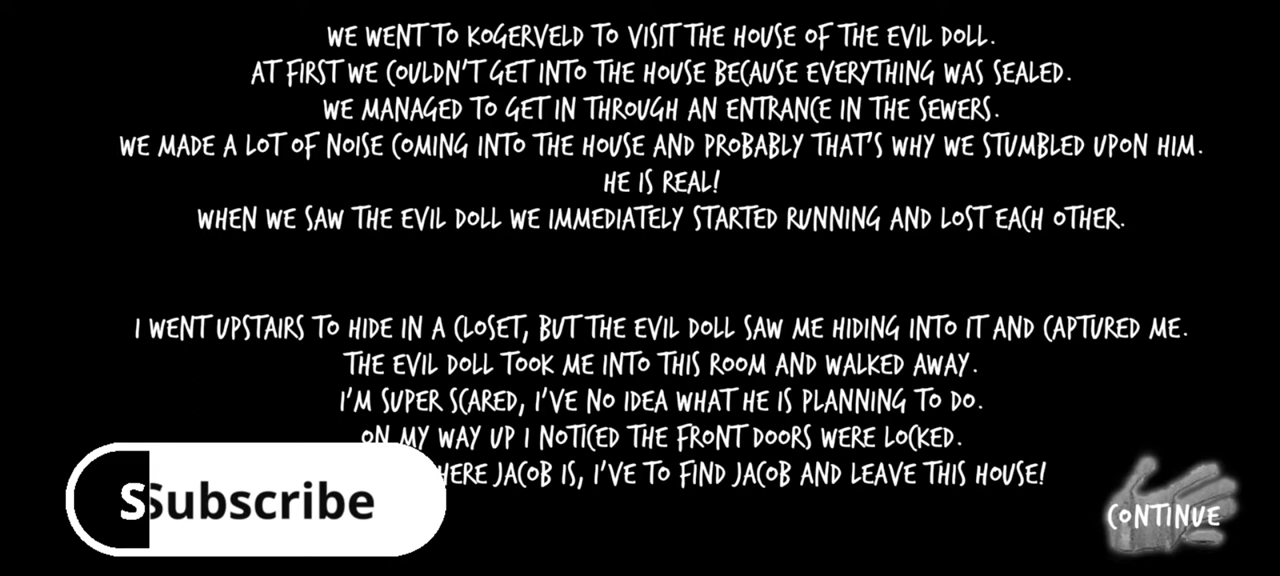 WE WENT TO KOGERVELD TO VISIT THE HOUSE OF THE EVIL DOLL.
AT FIRST WE COULDN'T GET INTO THE HOUSE BECAUSE EVERYTHING WAS SEALED.
WE MANAGED TO GET IN THROUGH AN ENTRANCE IN THE SEWERS.
WE MADE A LOT OF NOISE COMING INTO THE HOUSE AND PROBABLY THAT'S WHY WE STUMBLED UPON HIM.
HE IS REAL!
WHEN WE SAW THE EVIL DOLL WE IMMEDIATELY STARTED RUNNING AND LOST EACH OTHER.
I WENT UPSTAIRS TO HIDE IN A CLOSET, BUT THE EVIL DOLL SAW ME HIDING INTO IT AND CAPTURED ME.
THE EVIL DOLL TOOK ME INTO THIS ROOM AND WALKED AWAY.
I'M SUPER SCARED, I'VE NO IDEA WHAT HE IS PLANNING TO DO.
ON MY WAY UP I NOTICED THE FRONT DOORS WERE LOCKED.
JACOB IS, I'VE TO FIND JACOB AND LEAVE THIS HOUSE!
Subscribe
CONTINUE